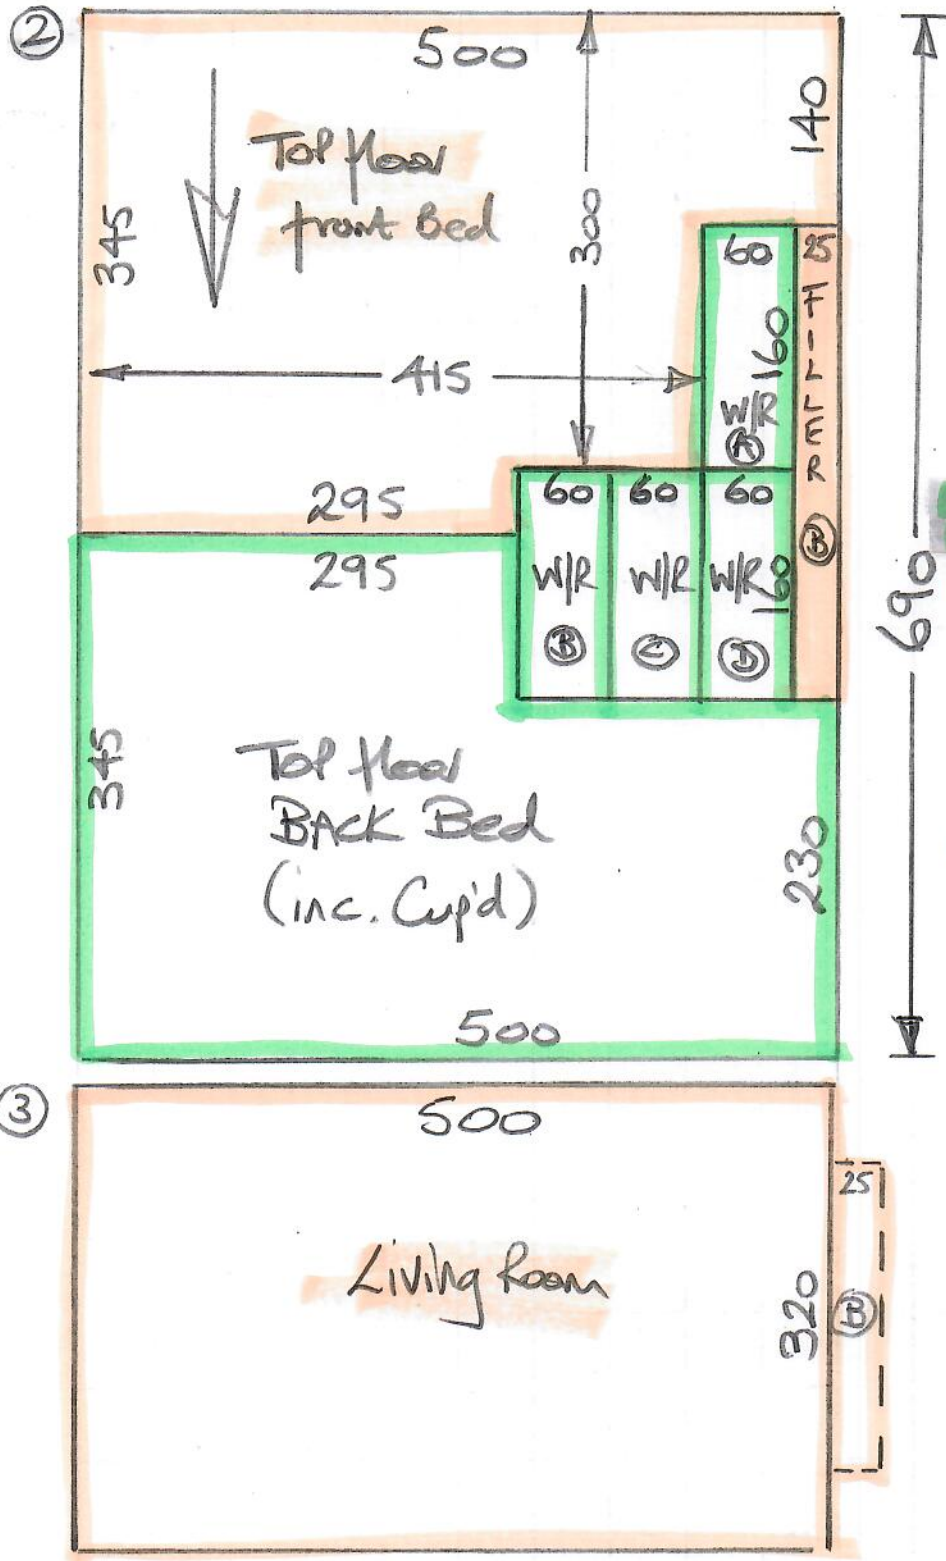 ②
500
140
Top floor
front Bed
345
300
60
25
FILLER
415
160
W/R
Ⓐ
295
60
60
60
295
W/R
W/R
W/R
160
Ⓑ
Ⓑ
Ⓒ
Ⓓ
690
345
Top floor
BACK Bed
(inc. Cup'd)
230
500
③
500
25
Living Room
320
Ⓑ